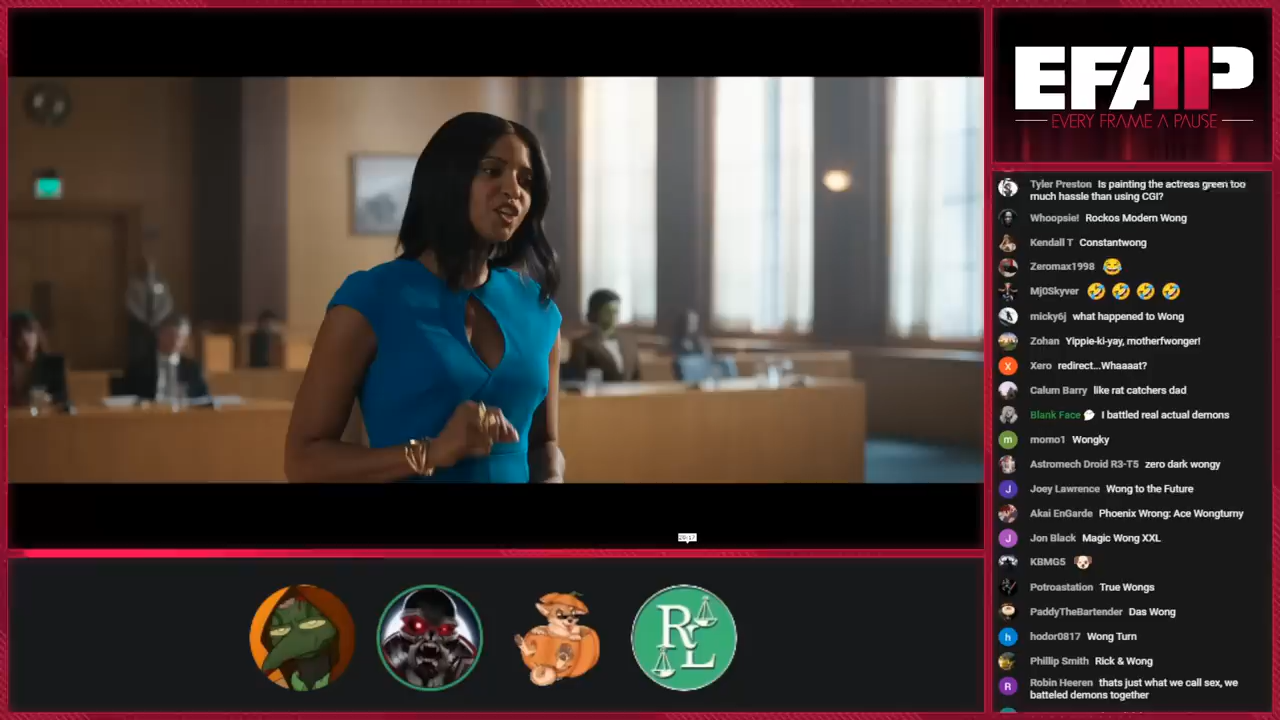 EFAP
EVERY FRAME A PAUSE
Tyler Preston Is painting the actress green too
much hassle than using CGI?
Whoopsie! Rockos Modern Wong
Kendall T Constantwong
Zeromax1998 😂
Mj0Skyver 🤣 🤣 🤣 🤣
micky6j what happened to Wong
Zohan Yippie-ki-yay, motherfwonger!
X Xero redirect...Whaaaat?
Calum Barry like rat catchers dad
Blank Face I battled real actual demons
m momo1 Wongky
Astromech Droid R3-T5 zero dark wongy
J Joey Lawrence Wong to the Future
Akai EnGarde Phoenix Wrong: Ace Wongturny
J Jon Black Magic Wong XXL
KBMG5 🐶
Potroastation True Wongs
PaddyTheBartender Das Wong
h hodor0817 Wong Turn
Phillip Smith Rick & Wong
R Robin Heeren thats just what we call sex, we
batteled demons together
R L